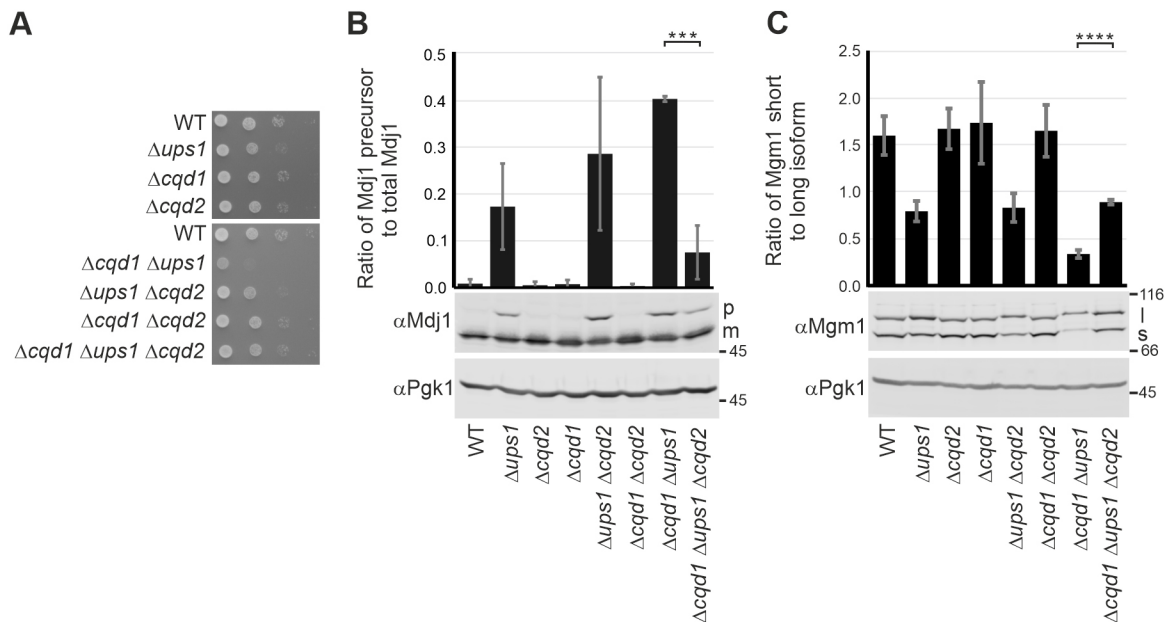 A
WT
Δups1
Δcqd1
Δcqd2
WT
Δcqd1 Δups1
Δups1 Δcqd2
Δcqd1 Δcqd2
Δcqd1 Δups1 Δcqd2
B
Ratio of Mdj1 precursor
to total Mdj1
0.5
0.4
0.3
0.2
0.1
0.0
***
αMdj1
p
m
45
αPgk1
45
WT
Δups1
Δcqd2
Δcqd1
Δups1 Δcqd2
Δcqd1 Δcqd2
Δcqd1 Δups1
Δcqd1 Δups1 Δcqd2
C
Ratio of Mgm1 short
to long isoform
2.5
2.0
1.5
1.0
0.5
0.0
****
αMgm1
116
l
s
66
αPgk1
45
WT
Δups1
Δcqd2
Δcqd1
Δups1 Δcqd2
Δcqd1 Δcqd2
Δcqd1 Δups1
Δcqd1 Δups1 Δcqd2